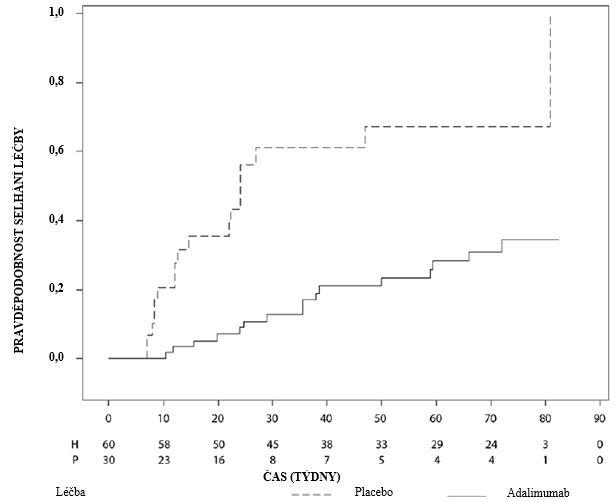 PRAVDĚPODOBNOST SELHÁNÍ LÉČBY
1,0
0,8
0,6
0,4
0,2
0,0
0 10 20 30 40 50 60 70 80 90
H 60 58 50 45 38 33 29 24 3 0
P 30 23 16 8 7 5 4 4 1 0
ČAS (TÝDNY)
Léčba Placebo Adalimumab